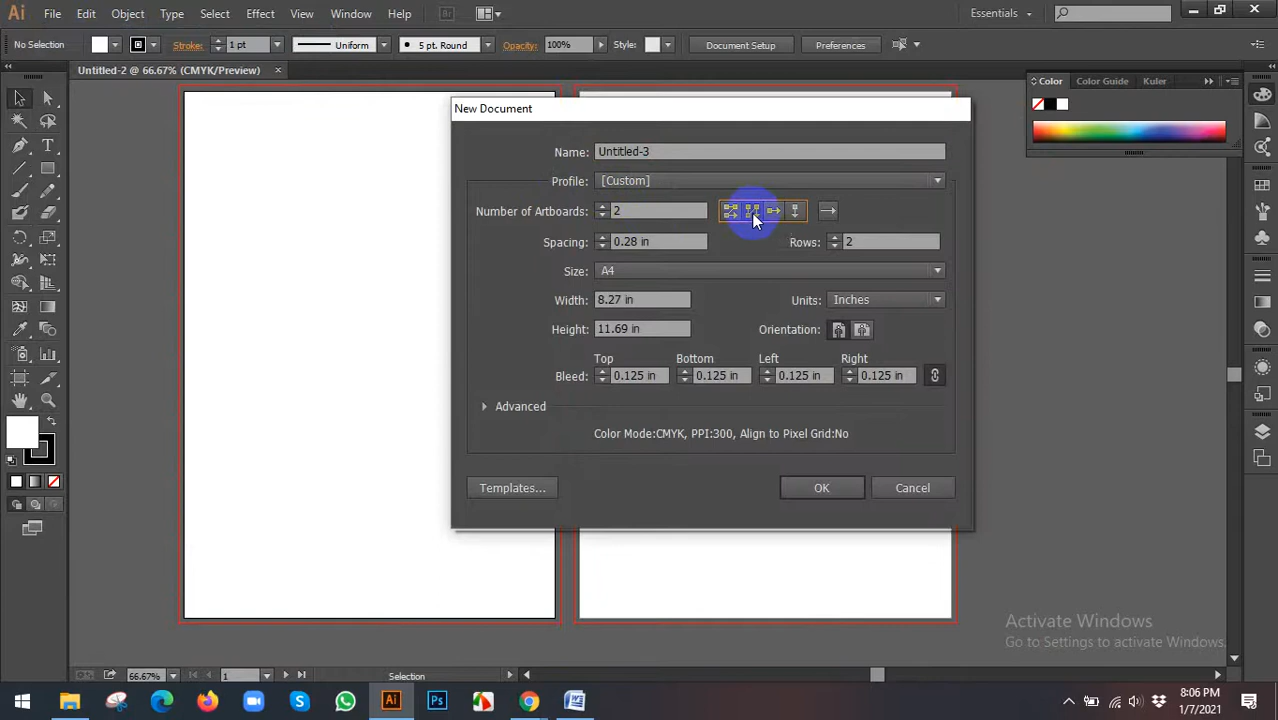 Ai File Edit Object Type Select Effect View Window Help Br Essentials
No Selection Stroke: 1 pt Uniform 5 pt. Round Opacity: 100% Style: Document Setup Preferences
Untitled-2 @ 66.67% (CMYK/Preview) ×
Color Color Guide Kuler
New Document
Name: Untitled-3
Profile: [Custom]
Number of Artboards: 2
Spacing: 0.28 in Rows: 2
Size: A4
Width: 8.27 in Units: Inches
Height: 11.69 in Orientation:
Top Bottom Left Right
Bleed: 0.125 in 0.125 in 0.125 in 0.125 in
Advanced
Color Mode:CMYK, PPI:300, Align to Pixel Grid:No
Templates... OK Cancel
Activate Windows
Go to Settings to activate Windows.
66.67% 1 Selection
Ai Ps
8:06 PM
1/7/2021